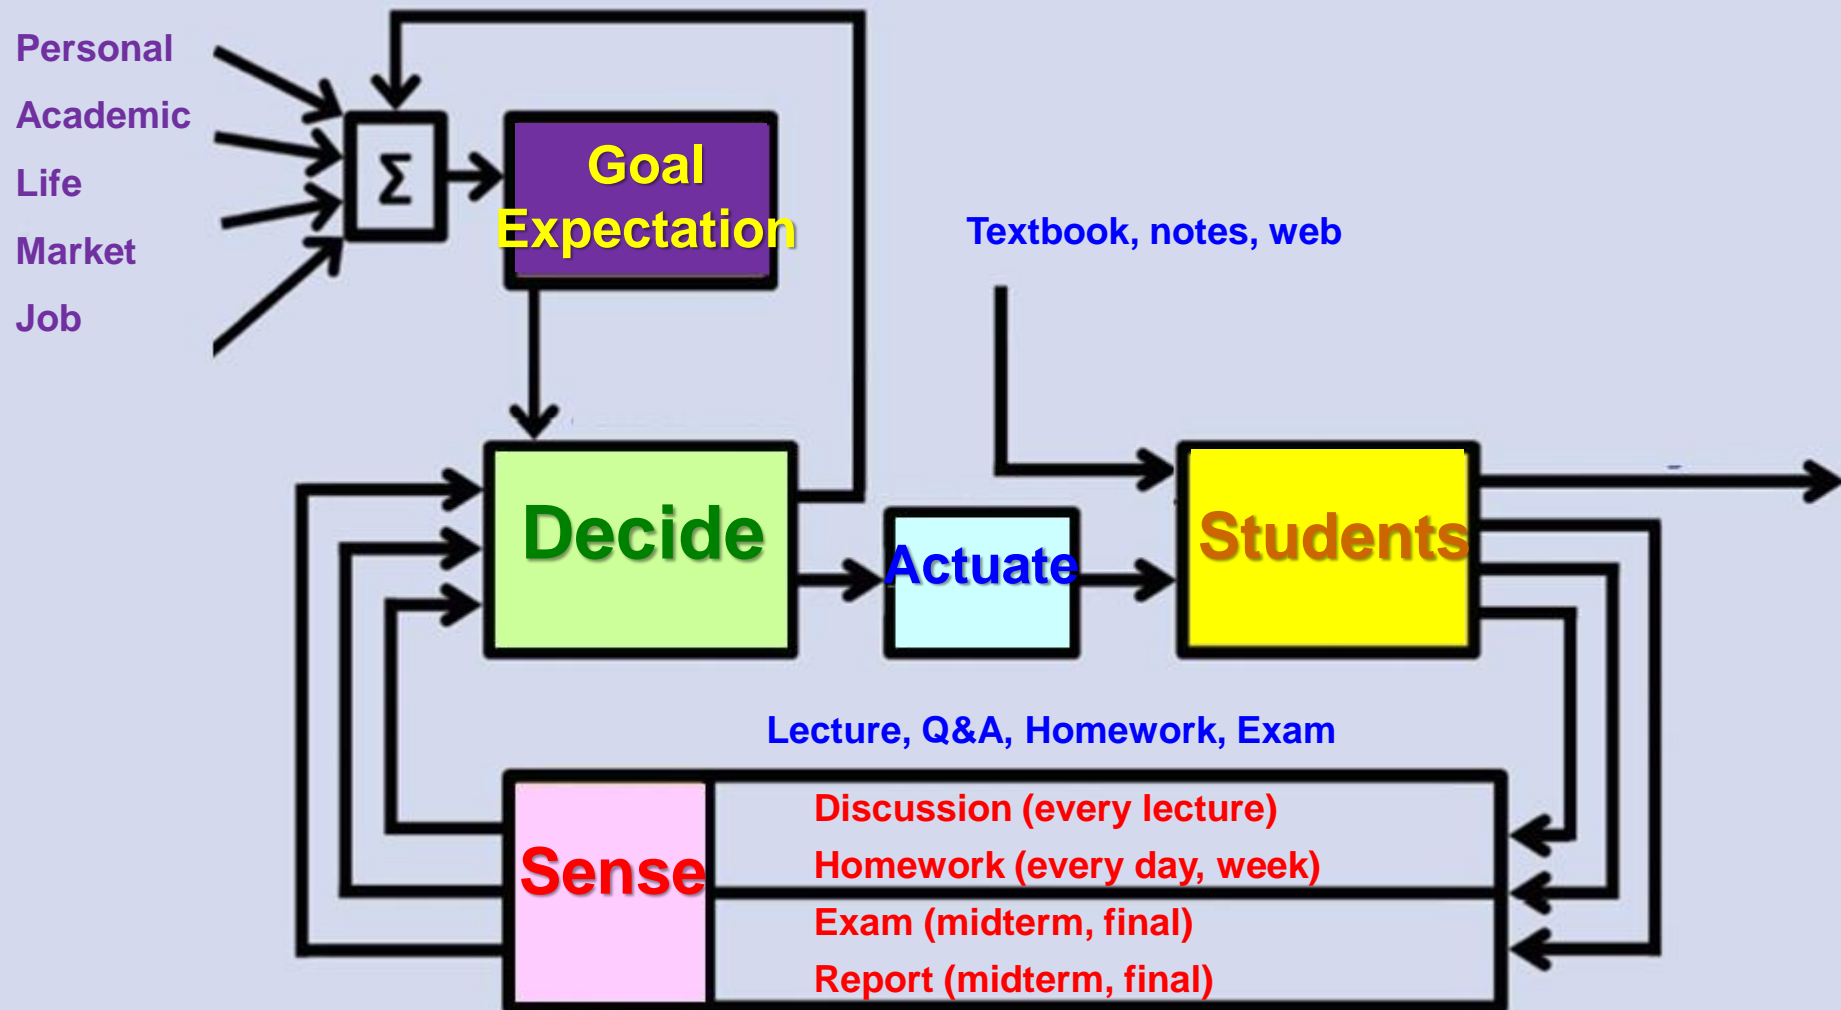 Personal
Academic
Life
Market
Job
Σ
Goal
Expectation
Textbook, notes, web
Decide
Actuate
Students
Lecture, Q&A, Homework, Exam
Sense
Discussion (every lecture)
Homework (every day, week)
Exam (midterm, final)
Report (midterm, final)